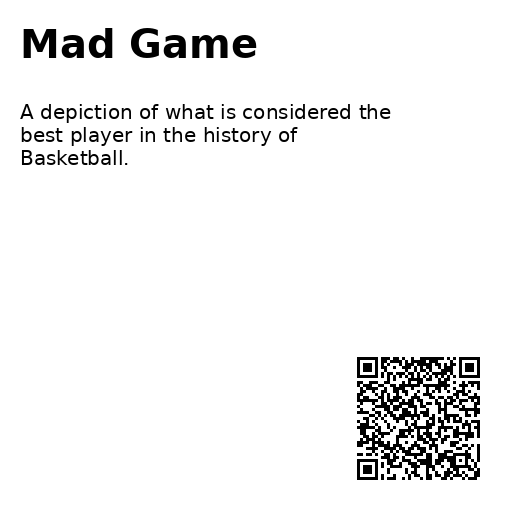 Mad Game
A depiction of what is considered the
best player in the history of
Basketball.